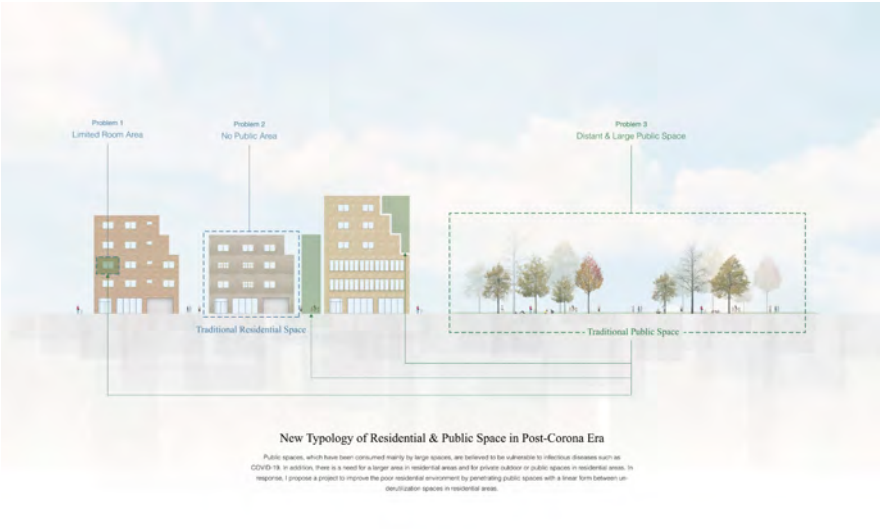 Problem 1
Limited Room Area
Problem 2
No Public Area
Problem 3
Distant & Large Public Space
Traditional Residential Space
Traditional Public Space
New Typology of Residential & Public Space in Post-Corona Era
Public spaces, which have been consumed mainly by large spaces, are believed to be vulnerable to infectious diseases such as
COVID-19. In addition, there is a need for a larger area in residential areas and for private outdoor or public spaces in residential areas. In
response, I propose a project to improve the poor residential environment by penetrating public spaces with a linear form between un-
derutilization spaces in residential areas.